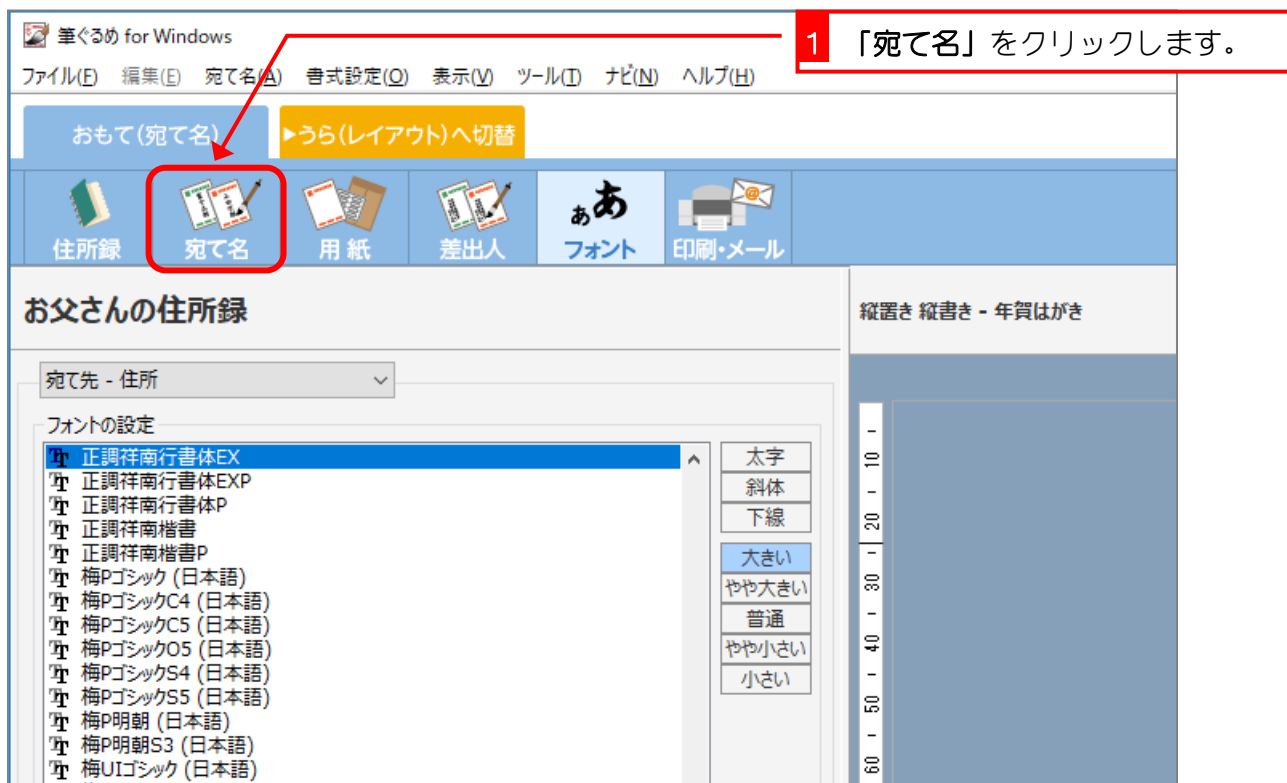 筆ぐるめ for Windows
1 「宛て名」をクリックします。
ファイル(F) 編集(E) 宛て名(A) 書式設定(O) 表示(V) ツール(T) ナビ(N) ヘルプ(H)
おもて(宛て名) ▶うら(レイアウト)へ切替
住所録 宛て名 用 紙 差出人 ああ フォント 印刷・メール
お父さんの住所録
縦置き 縦書き - 年賀はがき
宛て先 - 住所
フォントの設定
正調祥南行書体EX
正調祥南行書体EXP
正調祥南行書体P
正調祥南楷書
正調祥南楷書P
梅Pゴシック (日本語)
梅PゴシックC4 (日本語)
梅PゴシックC5 (日本語)
梅PゴシックO5 (日本語)
梅PゴシックS4 (日本語)
梅PゴシックS5 (日本語)
梅P明朝 (日本語)
梅P明朝S3 (日本語)
梅UIゴシック (日本語)
太字
斜体
下線
大きい
やや大きい
普通
やや小さい
小さい
10
20
30
40
50
60